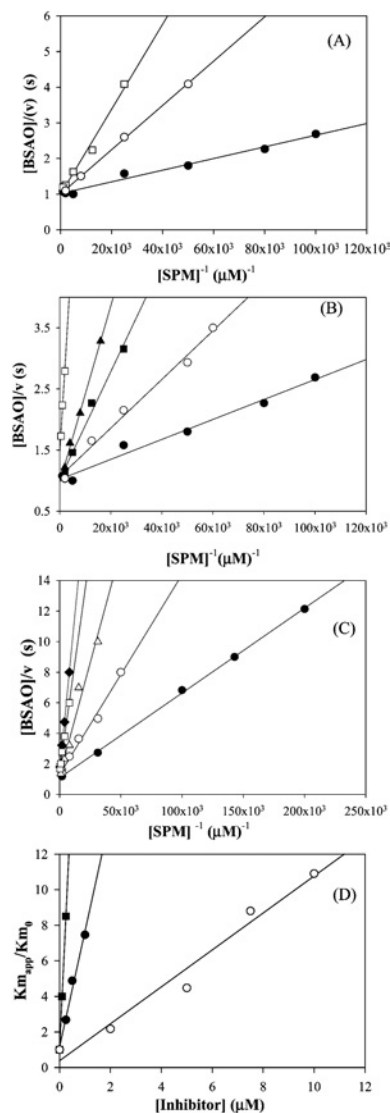 (A)
[BSAO]/(v) (s)
6
5
4
3
2
1
0
0
20x10³
40x10³
60x10³
80x10³
100x10³
120x10³
[SPM]⁻¹ (μM)⁻¹
(B)
[BSAO]/v (s)
3.5
2.5
1.5
0.5
0
20x10³
40x10³
60x10³
80x10³
100x10³
120x10³
[SPM]⁻¹(μM)⁻¹
(C)
[BSAO]/v (s)
14
12
10
8
6
4
2
0
0
50x10³
100x10³
150x10³
200x10³
250x10³
[SPM] ⁻¹ (μM)⁻¹
(D)
Kmapp/Km0
12
10
8
6
4
2
0
0
2
4
6
8
10
12
[Inhibitor] (μM)